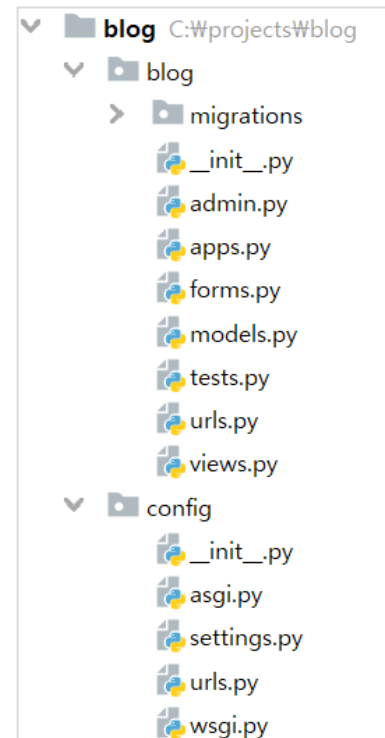 blog C:₩projects₩blog
blog
migrations
__init__.py
admin.py
apps.py
forms.py
models.py
tests.py
urls.py
views.py
config
__init__.py
asgi.py
settings.py
urls.py
wsgi.py